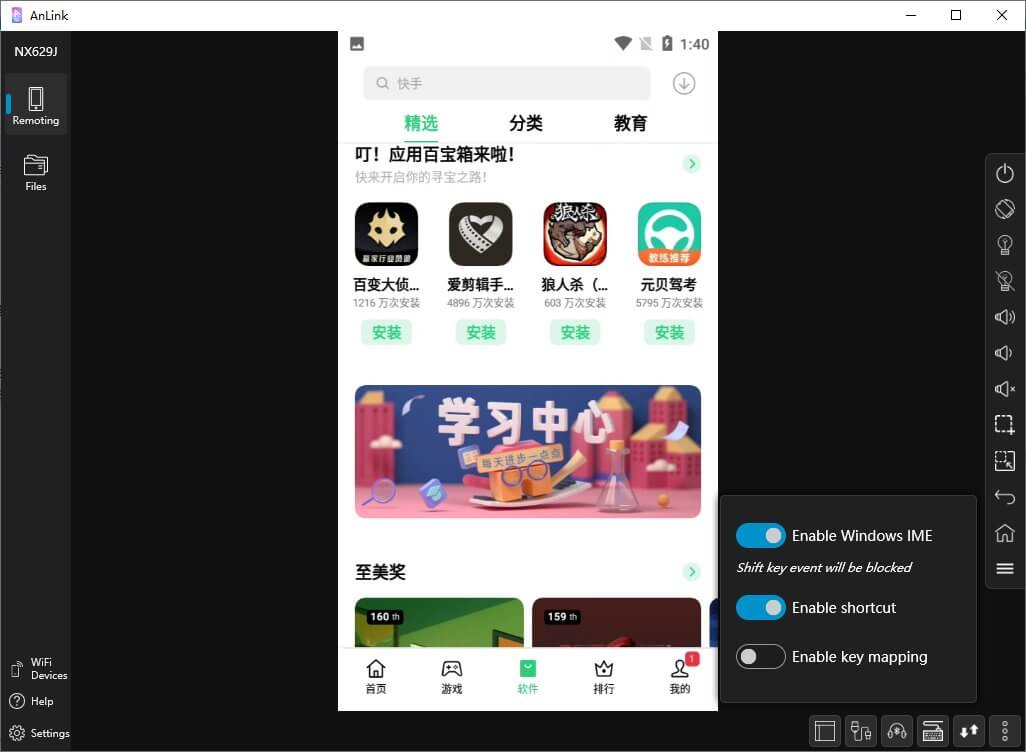 AnLink
NX629J
Remoting
Files
WiFi
Devices
Help
Settings
1:40
快手
精选 分类 教育
叮！应用百宝箱来啦！
快来开启你的寻宝之路！
教练推荐
狼人杀
百变大侦... 爱剪辑手... 狼人杀（... 元贝驾考
1216 万次安装 4896 万次安装 603 万次安装 5795 万次安装
安装 安装 安装 安装
学习中心
每天进步一点点
至美奖
160 th 159 th
1
首页 游戏 软件 排行 我的
Enable Windows IME
Shift key event will be blocked
Enable shortcut
Enable key mapping